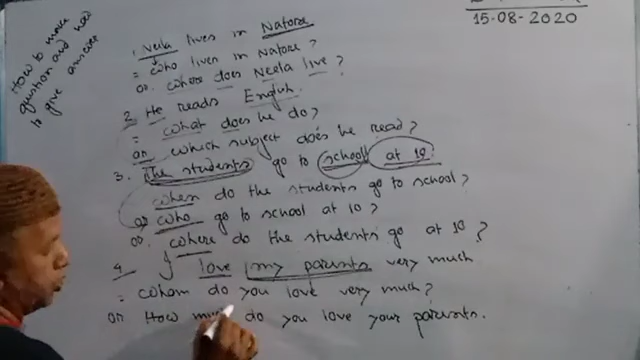 15-08-2020
How to make
question and how
to give answer
1. Neela lives in Natore
= Who lives in Natore?
or. Where does Neela live?
2. He reads English.
= What does he do?
or which subject does he read?
3. The students go to school at 10.
= when do the students go to school?
or who go to school at 10?
or. Where do the students go at 10?
4. I love my parents very much
= Whom do you love very much?
or How much do you love your parents.